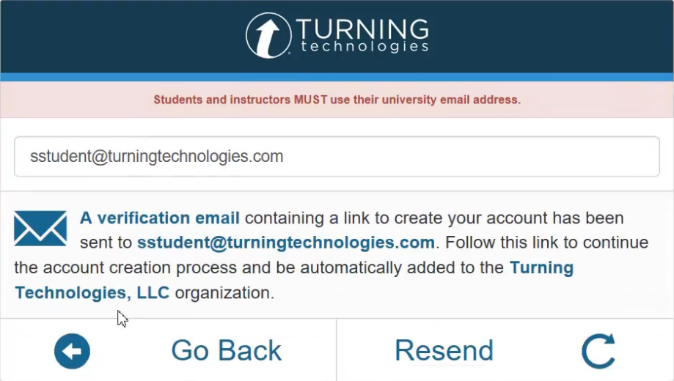 TURNING
technologies
Students and instructors MUST use their university email address.
sstudent@turningtechnologies.com
A verification email containing a link to create your account has been
sent to sstudent@turningtechnologies.com. Follow this link to continue
the account creation process and be automatically added to the Turning
Technologies, LLC organization.
Go Back
Resend